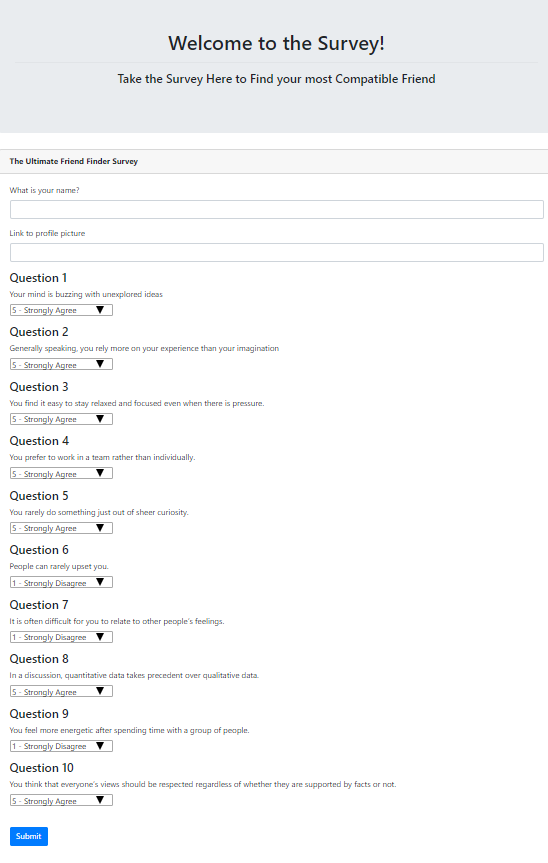 Welcome to the Survey!
Take the Survey Here to Find your most Compatible Friend
The Ultimate Friend Finder Survey
What is your name?
Link to profile picture
Question 1
Your mind is buzzing with unexplored ideas
5 - Strongly Agree
Question 2
Generally speaking, you rely more on your experience than your imagination
5 - Strongly Agree
Question 3
You find it easy to stay relaxed and focused even when there is pressure.
5 - Strongly Agree
Question 4
You prefer to work in a team rather than individually.
5 - Strongly Agree
Question 5
You rarely do something just out of sheer curiosity.
5 - Strongly Agree
Question 6
People can rarely upset you.
1 - Strongly Disagree
Question 7
It is often difficult for you to relate to other people's feelings.
1 - Strongly Disagree
Question 8
In a discussion, quantitative data takes precedent over qualitative data.
5 - Strongly Agree
Question 9
You feel more energetic after spending time with a group of people.
1 - Strongly Disagree
Question 10
You think that everyone's views should be respected regardless of whether they are supported by facts or not.
5 - Strongly Agree
Submit